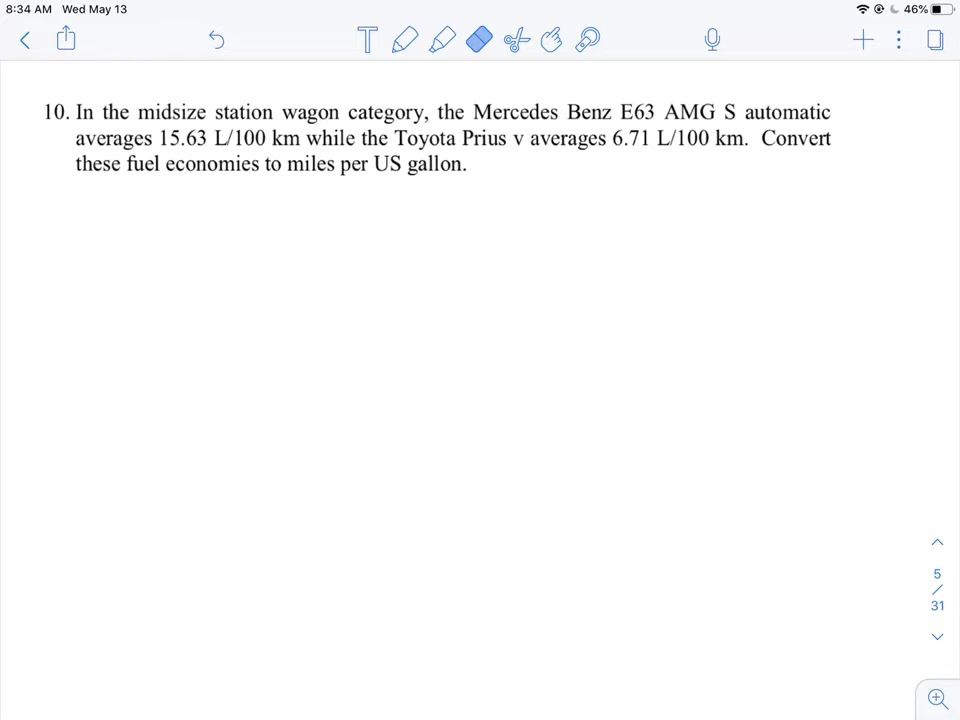 8:34 AM Wed May 13
46%
10. In the midsize station wagon category, the Mercedes Benz E63 AMG S automatic
averages 15.63 L/100 km while the Toyota Prius v averages 6.71 L/100 km. Convert
these fuel economies to miles per US gallon.
5
/
31